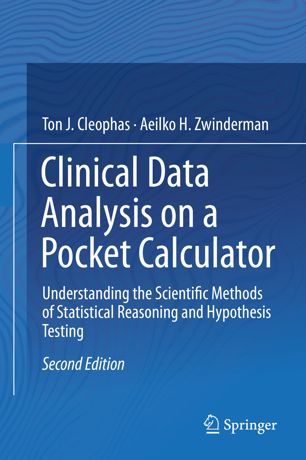 Ton J. Cleophas · Aeilko H. Zwinderman
Clinical Data
Analysis on a
Pocket Calculator
Understanding the Scientific Methods
of Statistical Reasoning and Hypothesis
Testing
Second Edition
Springer